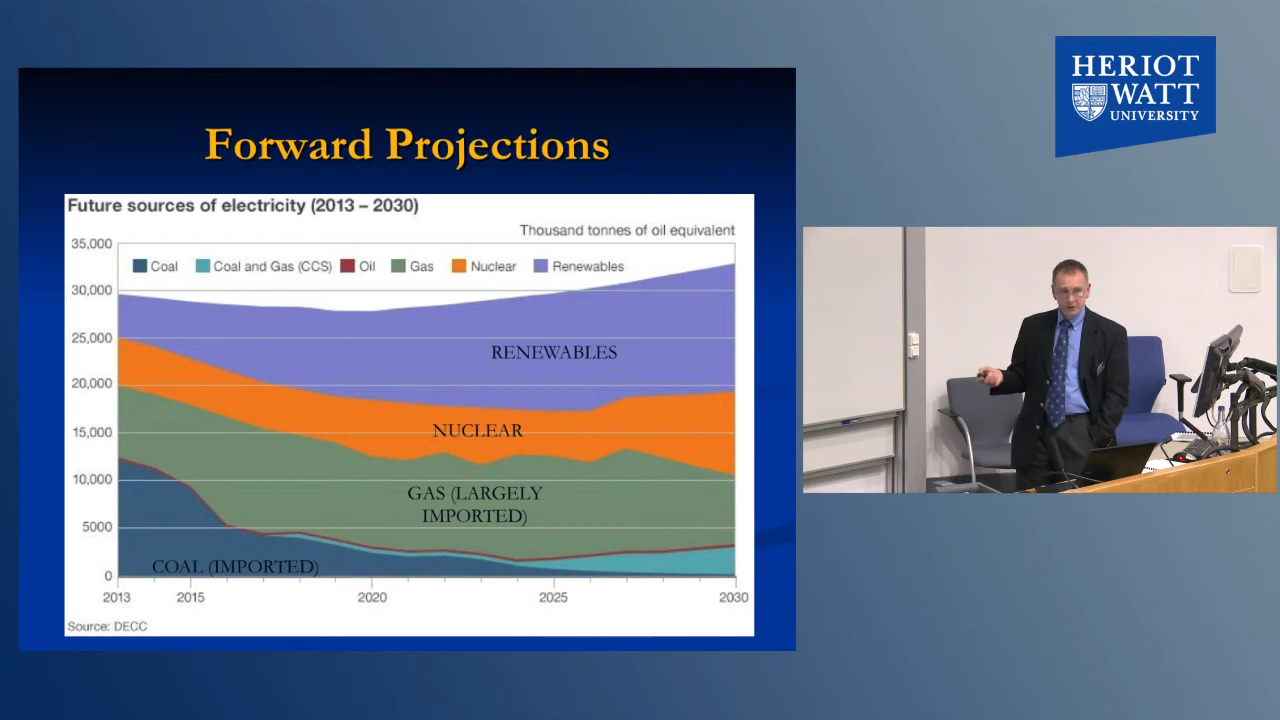 HERIOT
WATT
UNIVERSITY
Forward Projections
Future sources of electricity (2013 – 2030)
Thousand tonnes of oil equivalent
35,000
Coal
Coal and Gas (CCS)
Oil
Gas
Nuclear
Renewables
30,000
25,000
20,000
15,000
10,000
5000
0
RENEWABLES
NUCLEAR
GAS (LARGELY
IMPORTED)
COAL (IMPORTED)
2013 2015 2020 2025 2030
Source: DECC